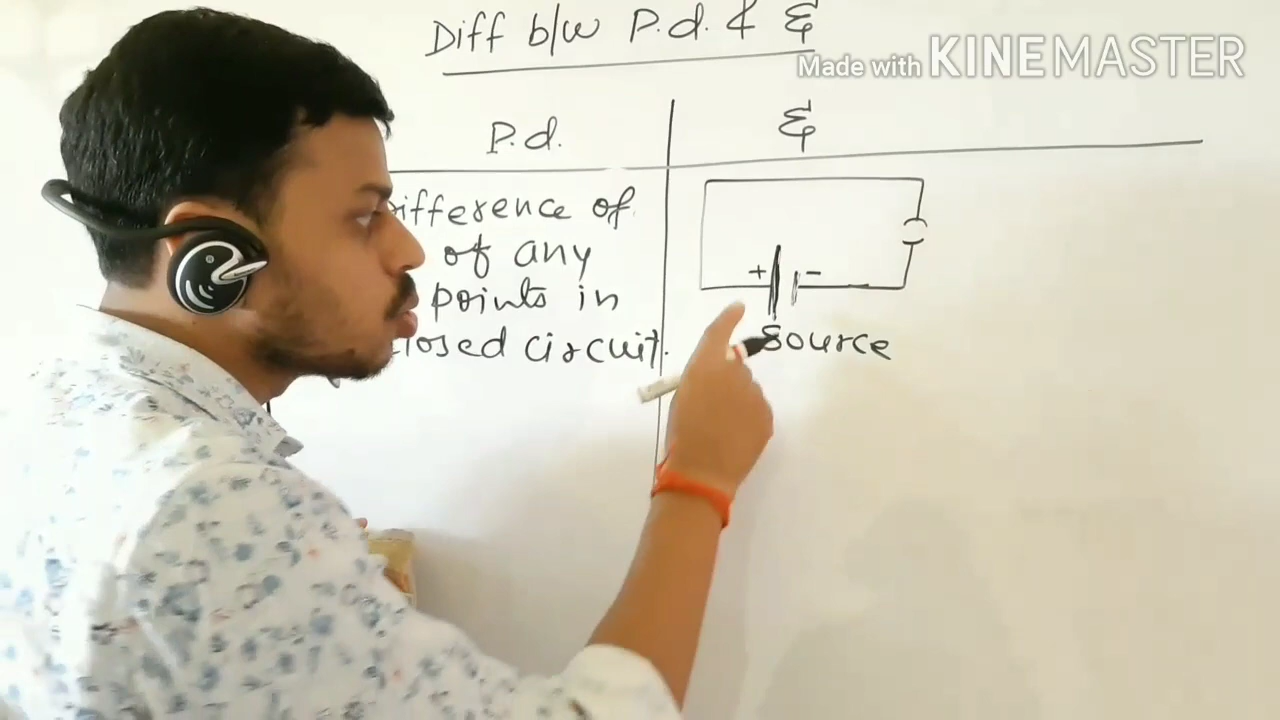 Diff b/w P.d. & ℰ
Made with KINEMASTER
P.d.
ℰ
ifference of
of any
points in
losed circuit.
+ -
Source